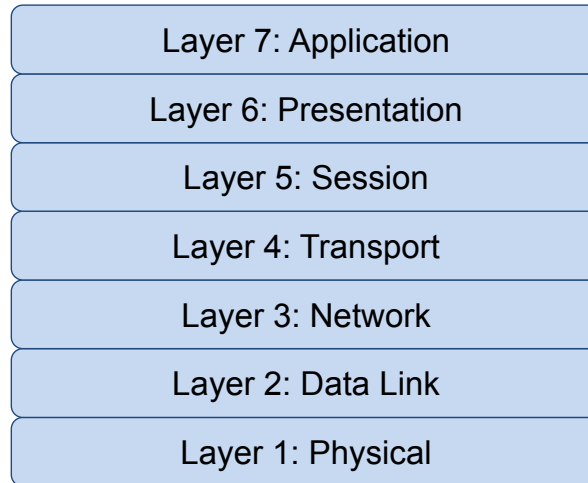 Layer 7: Application
Layer 6: Presentation
Layer 5: Session
Layer 4: Transport
Layer 3: Network
Layer 2: Data Link
Layer 1: Physical